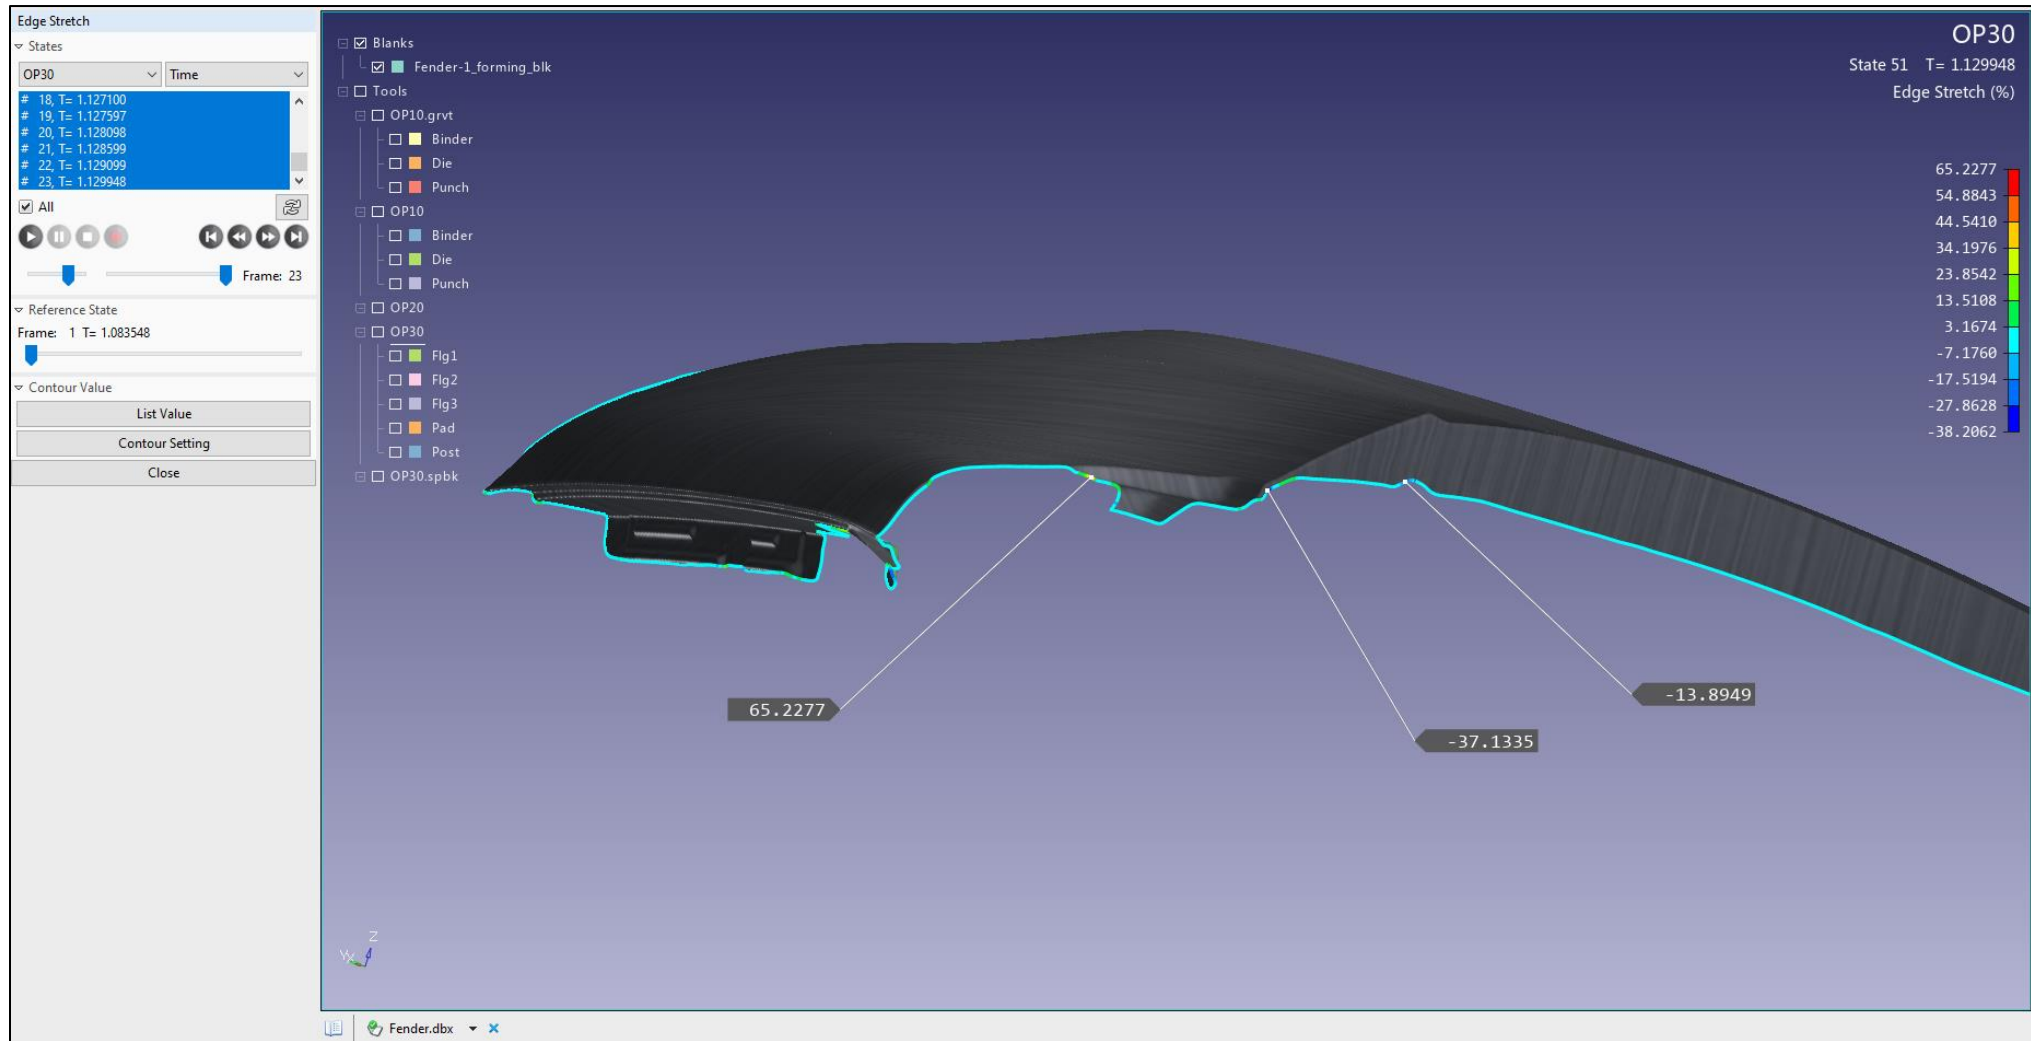 Edge Stretch
States
OP30
Time
# 18, T= 1.127100
# 19, T= 1.127597
# 20, T= 1.128098
# 21, T= 1.128599
# 22, T= 1.129099
# 23, T= 1.129948
All
Frame: 23
Reference State
Frame: 1 T= 1.083548
Contour Value
List Value
Contour Setting
Close
Blanks
Fender-1_forming_blk
Tools
OP10.grvt
Binder
Die
Punch
OP10
Binder
Die
Punch
OP20
OP30
Flg1
Flg2
Flg3
Pad
Post
OP30.spbk
OP30
State 51 T= 1.129948
Edge Stretch (%)
65.2277
54.8843
44.5410
34.1976
23.8542
13.5108
3.1674
-7.1760
-17.5194
-27.8628
-38.2062
65.2277
-37.1335
-13.8949
Z
Fender.dbx